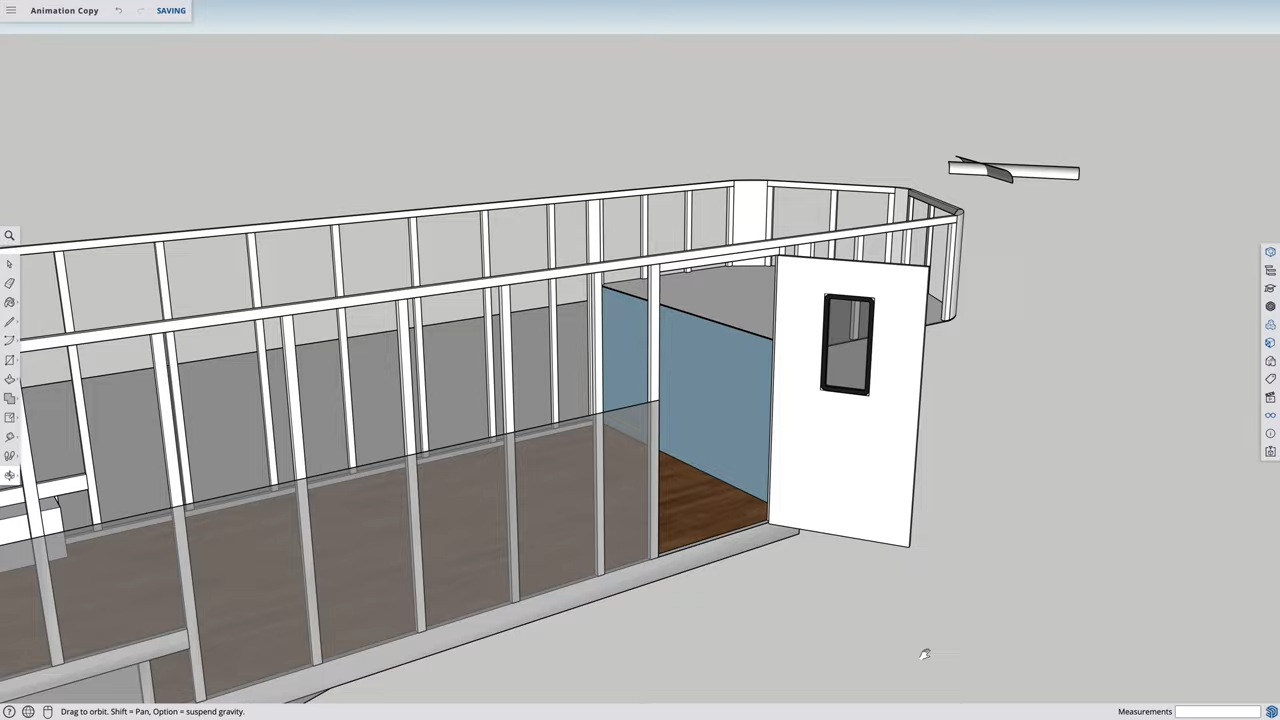 Animation Copy
SAVING
Drag to orbit. Shift = Pan, Option = suspend gravity.
Measurements